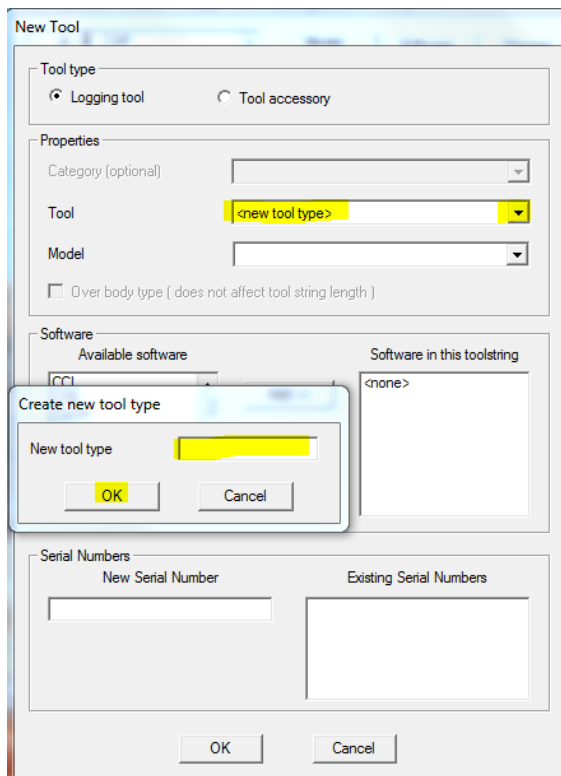 New Tool
Tool type
Logging tool
Tool accessory
Properties
Category (optional)
Tool
<new tool type>
Model
Over body type ( does not affect tool string length )
Software
Available software
Software in this toolstring
CCL
<none>
Create new tool type
New tool type
OK
Cancel
Serial Numbers
New Serial Number
Existing Serial Numbers
OK
Cancel